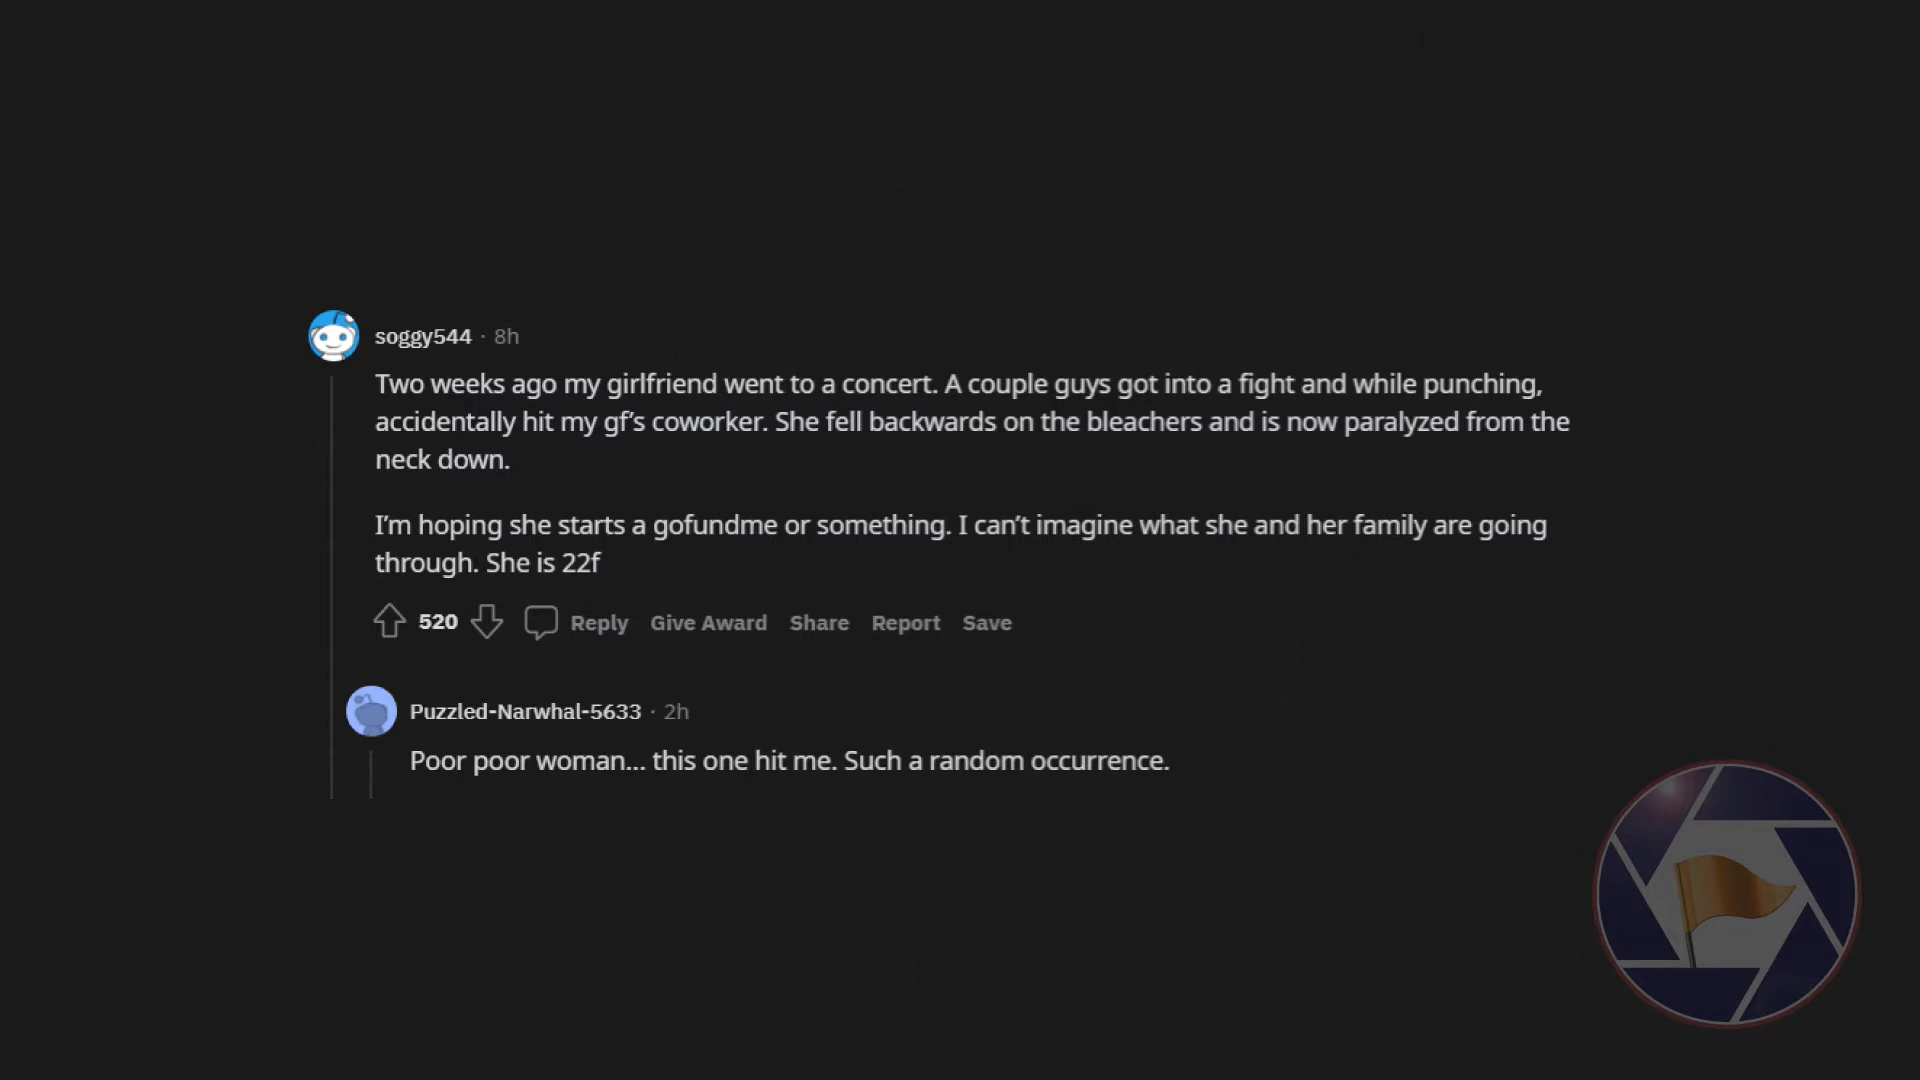 soggy544 · 8h
Two weeks ago my girlfriend went to a concert. A couple guys got into a fight and while punching,
accidentally hit my gf’s coworker. She fell backwards on the bleachers and is now paralyzed from the
neck down.
I’m hoping she starts a gofundme or something. I can’t imagine what she and her family are going
through. She is 22f
520 Reply Give Award Share Report Save
Puzzled-Narwhal-5633 · 2h
Poor poor woman... this one hit me. Such a random occurrence.